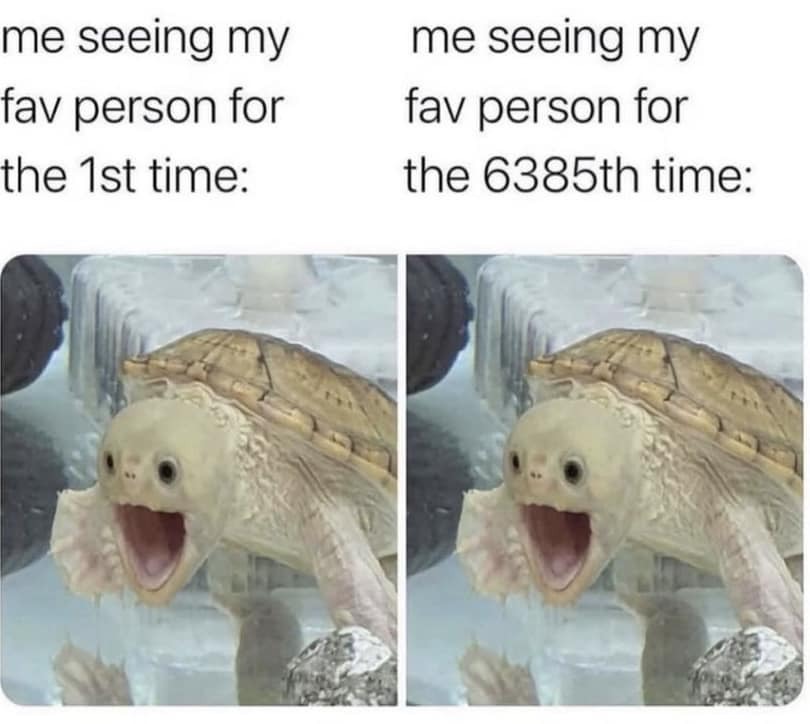 me seeing my
fav person for
the 1st time:
me seeing my
fav person for
the 6385th time: